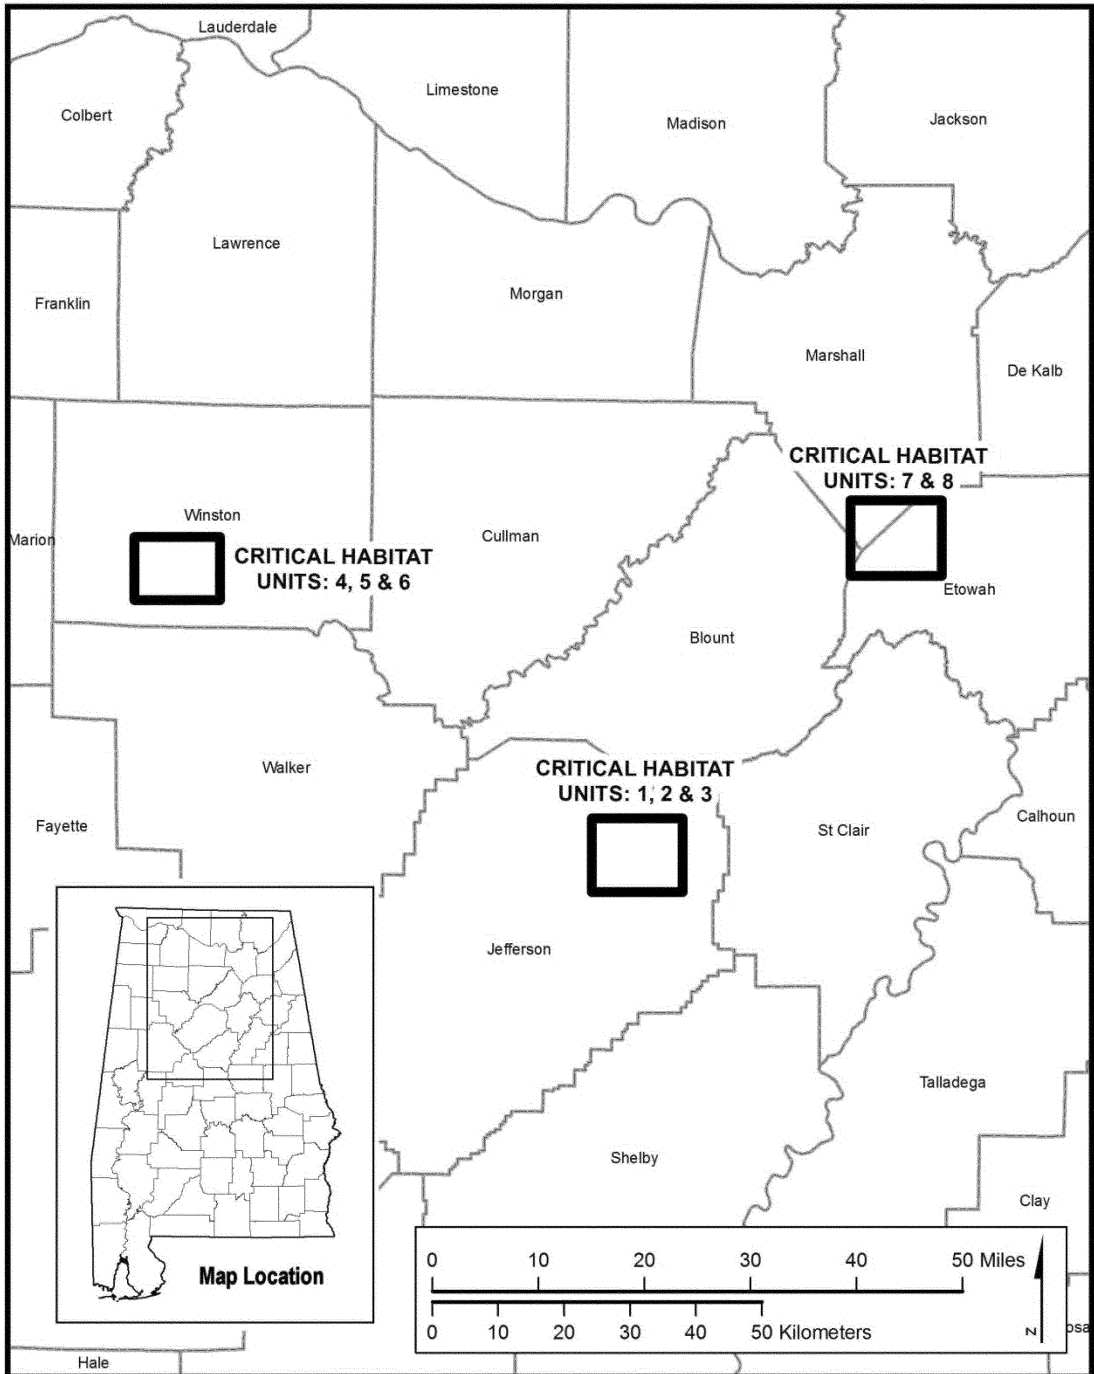 Lauderdale
Limestone
Colbert
Madison
Jackson
Lawrence
Franklin
Morgan
Marshall
De Kalb
CRITICAL HABITAT
UNITS: 7 & 8
Winston
Marion
Cullman
CRITICAL HABITAT
UNITS: 4, 5 & 6
Etowah
Blount
Walker
CRITICAL HABITAT
UNITS: 1, 2 & 3
Fayette
St Clair
Calhoun
Jefferson
Talladega
Shelby
Clay
Map Location
0 10 20 30 40 50 Miles
0 10 20 30 40 50 Kilometers
N
osa
Hale